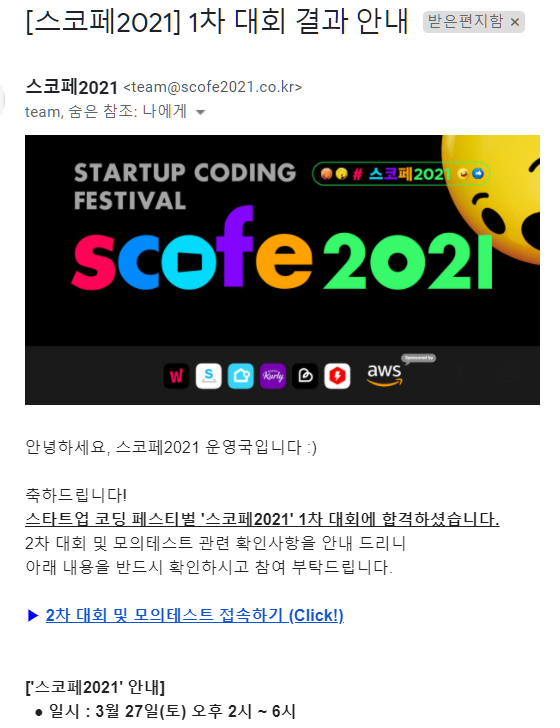 [스코페2021] 1차 대회 결과 안내 받은편지함 ×
스코페2021 <team@scofe2021.co.kr>
team, 숨은 참조: 나에게
STARTUP CODING
FESTIVAL
# 스코페2021
scofe 2021
W S Kurly B aws Sponsored by
안녕하세요, 스코페2021 운영국입니다 :)
축하드립니다!
스타트업 코딩 페스티벌 '스코페2021' 1차 대회에 합격하셨습니다.
2차 대회 및 모의테스트 관련 확인사항을 안내 드리니
아래 내용을 반드시 확인하시고 참여 부탁드립니다.
▶ 2차 대회 및 모의테스트 접속하기 (Click!)
['스코페2021' 안내]
● 일시 : 3월 27일(토) 오후 2시 ~ 6시